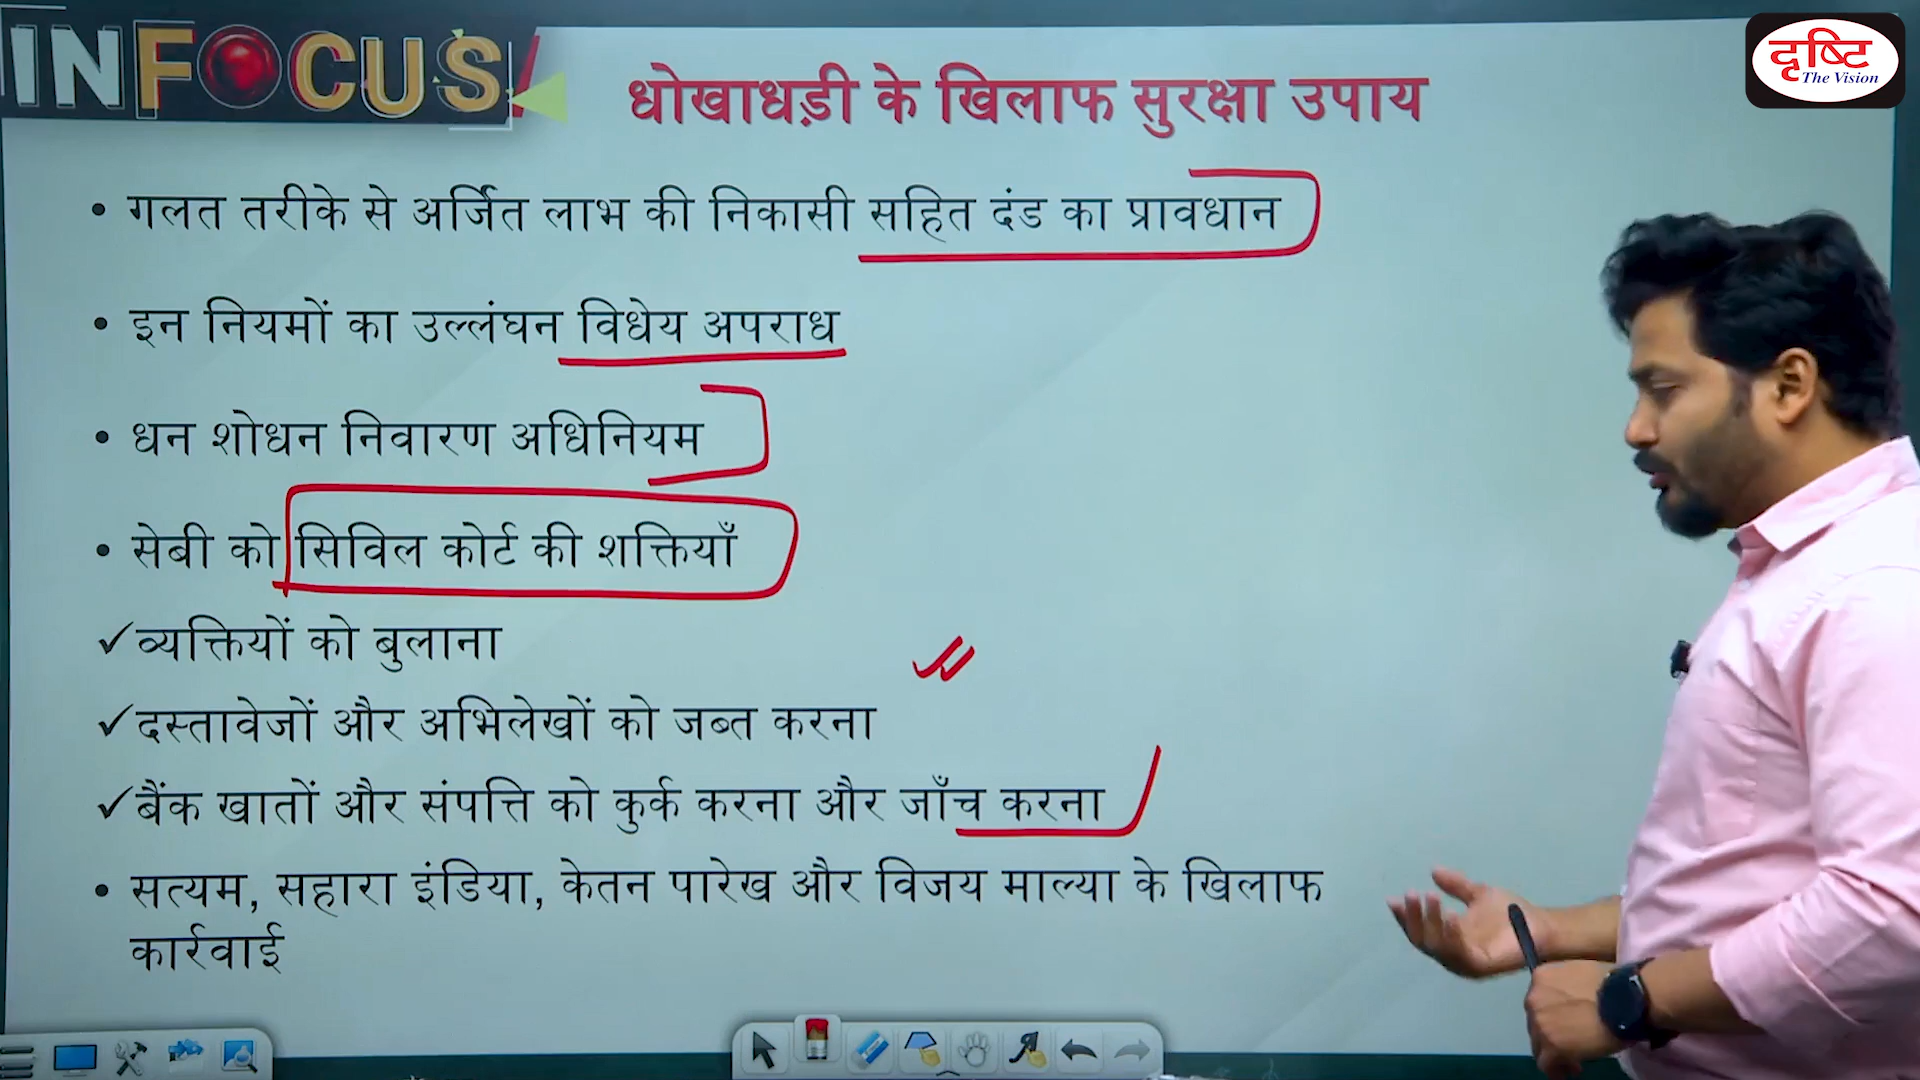 INFOCUS
धोखाधड़ी के खिलाफ सुरक्षा उपाय
दृष्टि
The Vision
• गलत तरीके से अर्जित लाभ की निकासी सहित दंड का प्रावधान
• इन नियमों का उल्लंघन विधेय अपराध
• धन शोधन निवारण अधिनियम
• सेबी को सिविल कोर्ट की शक्तियाँ
✓व्यक्तियों को बुलाना
✓दस्तावेजों और अभिलेखों को जब्त करना
✓बैंक खातों और संपत्ति को कुर्क करना और जाँच करना
• सत्यम, सहारा इंडिया, केतन पारेख और विजय माल्या के खिलाफ
कार्रवाई